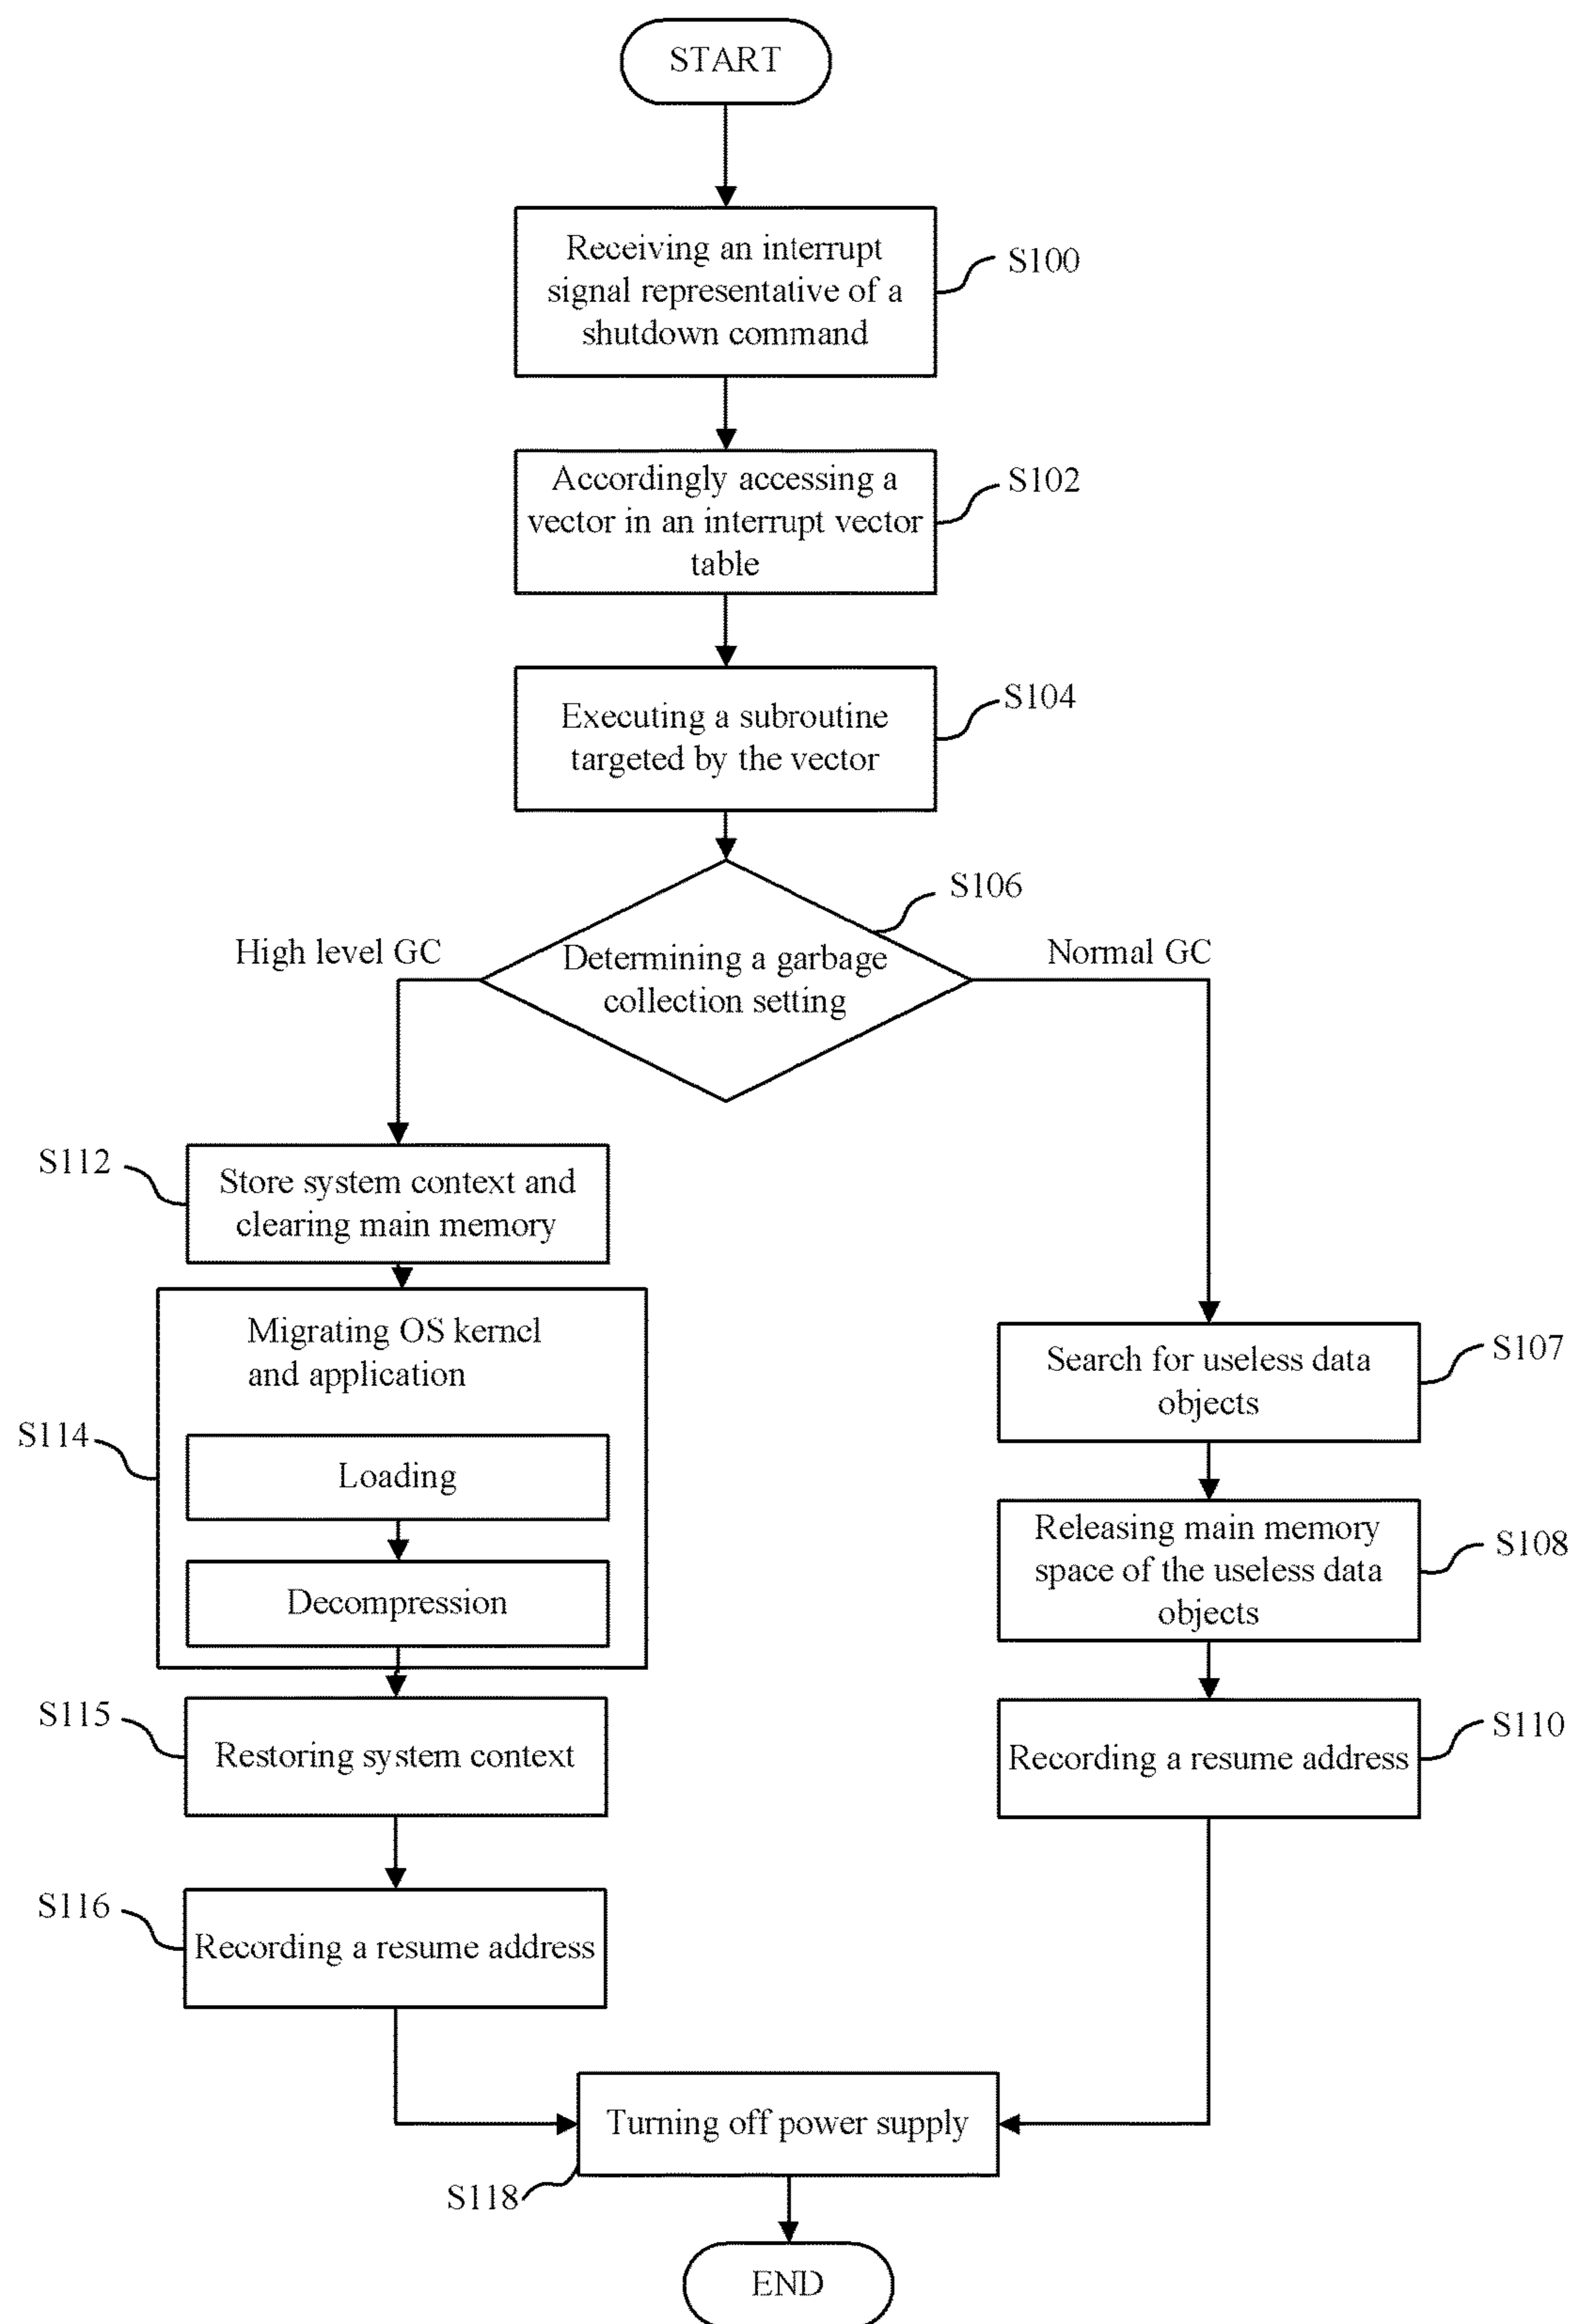 START
Receiving an interrupt
signal representative of a
shutdown command
S100
Accordingly accessing a
vector in an interrupt vector
table
S102
Executing a subroutine
targeted by the vector
S104
S106
High level GC
Determining a garbage
collection setting
Normal GC
S112
Store system context and
clearing main memory
Migrating OS kernel
and application
S114
Loading
Decompression
S115
Restoring system context
S116
Recording a resume address
Search for useless data
objects
S107
Releasing main memory
space of the useless data
objects
S108
Recording a resume address
S110
Turning off power supply
S118
END